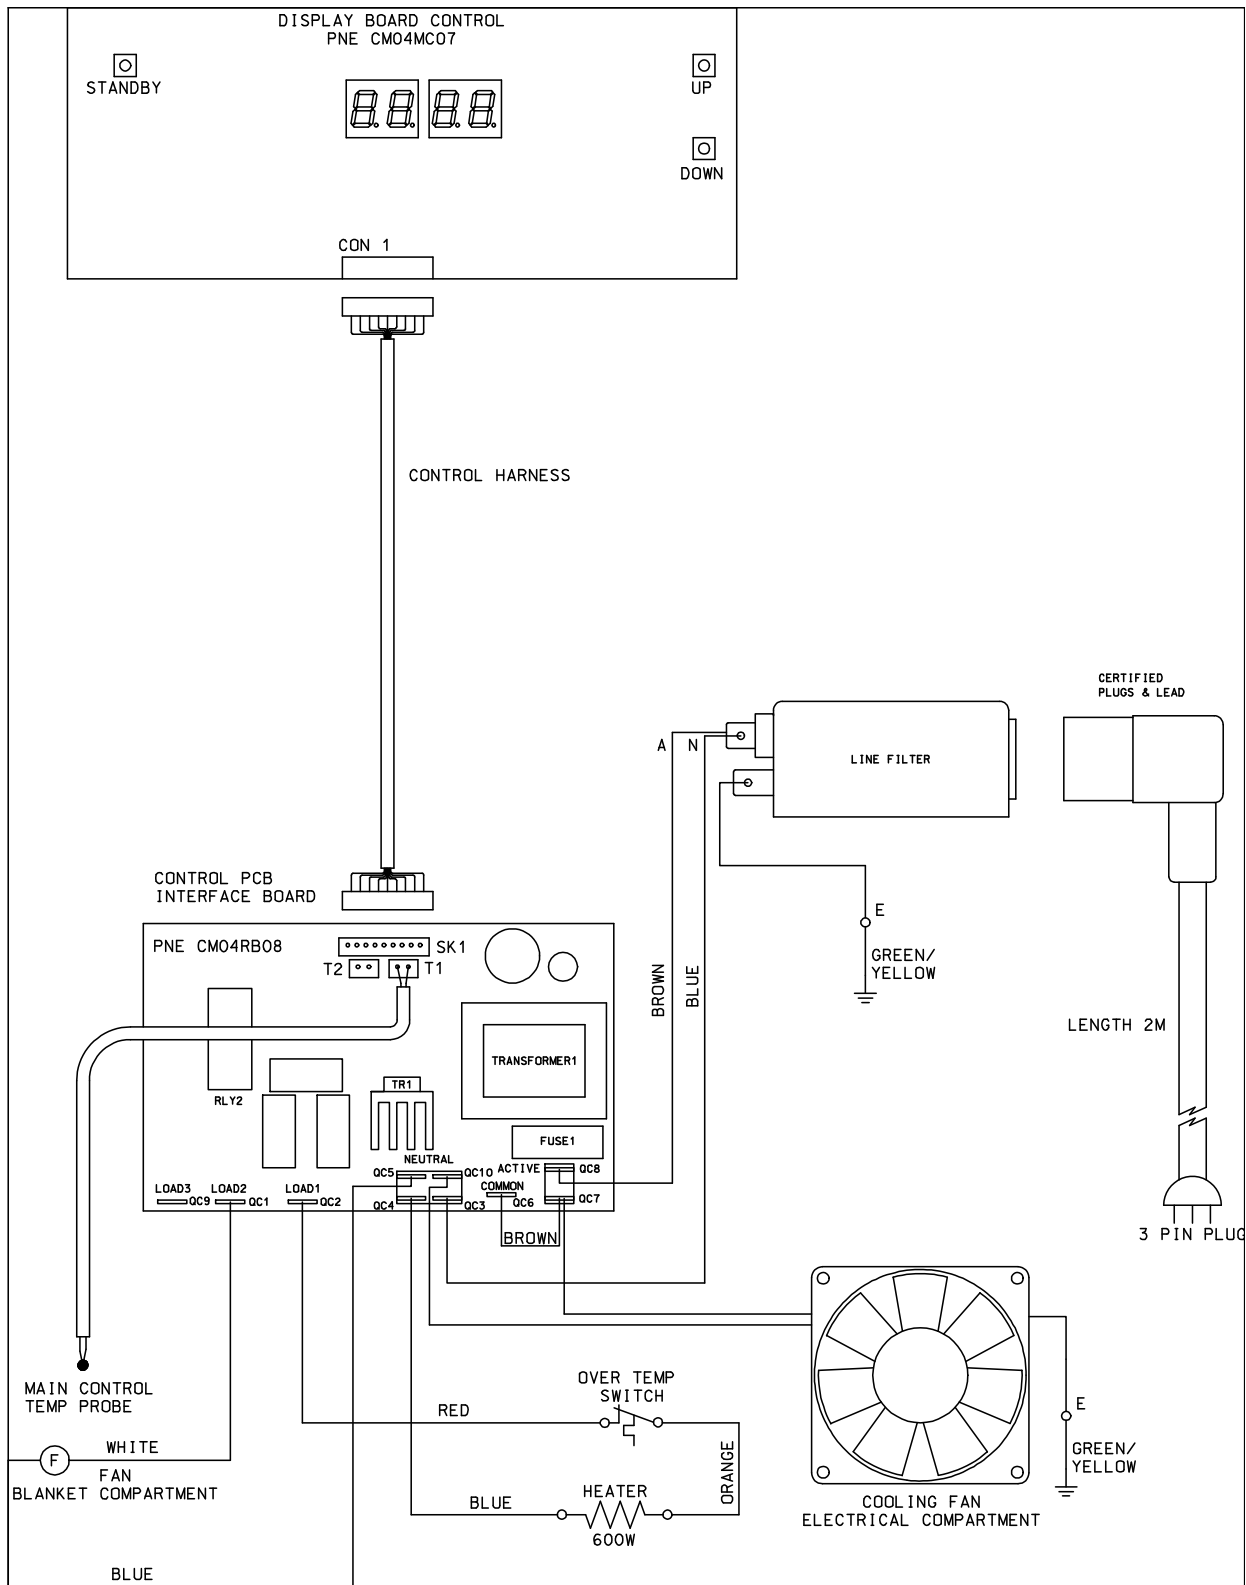 DISPLAY BOARD CONTROL
PNE CM04MC07
STANDBY
UP
DOWN
CON 1
CONTROL HARNESS
CERTIFIED
PLUGS & LEAD
A
N
LINE FILTER
E
GREEN/
YELLOW
BROWN
BLUE
LENGTH 2M
3 PIN PLUG
CONTROL PCB
INTERFACE BOARD
PNE CM04RB08
SK1
T2
T1
TRANSFORMER1
RLY2
TR1
FUSE1
NEUTRAL
QC5
QC10
ACTIVE
QC8
LOAD3
QC9
LOAD2
QC1
LOAD1
QC2
QC4
QC3
COMMON
QC6
QC7
BROWN
MAIN CONTROL
TEMP PROBE
OVER TEMP
SWITCH
RED
WHITE
F
FAN
BLANKET COMPARTMENT
ORANGE
HEATER
BLUE
600W
E
GREEN/
YELLOW
COOLING FAN
ELECTRICAL COMPARTMENT
BLUE